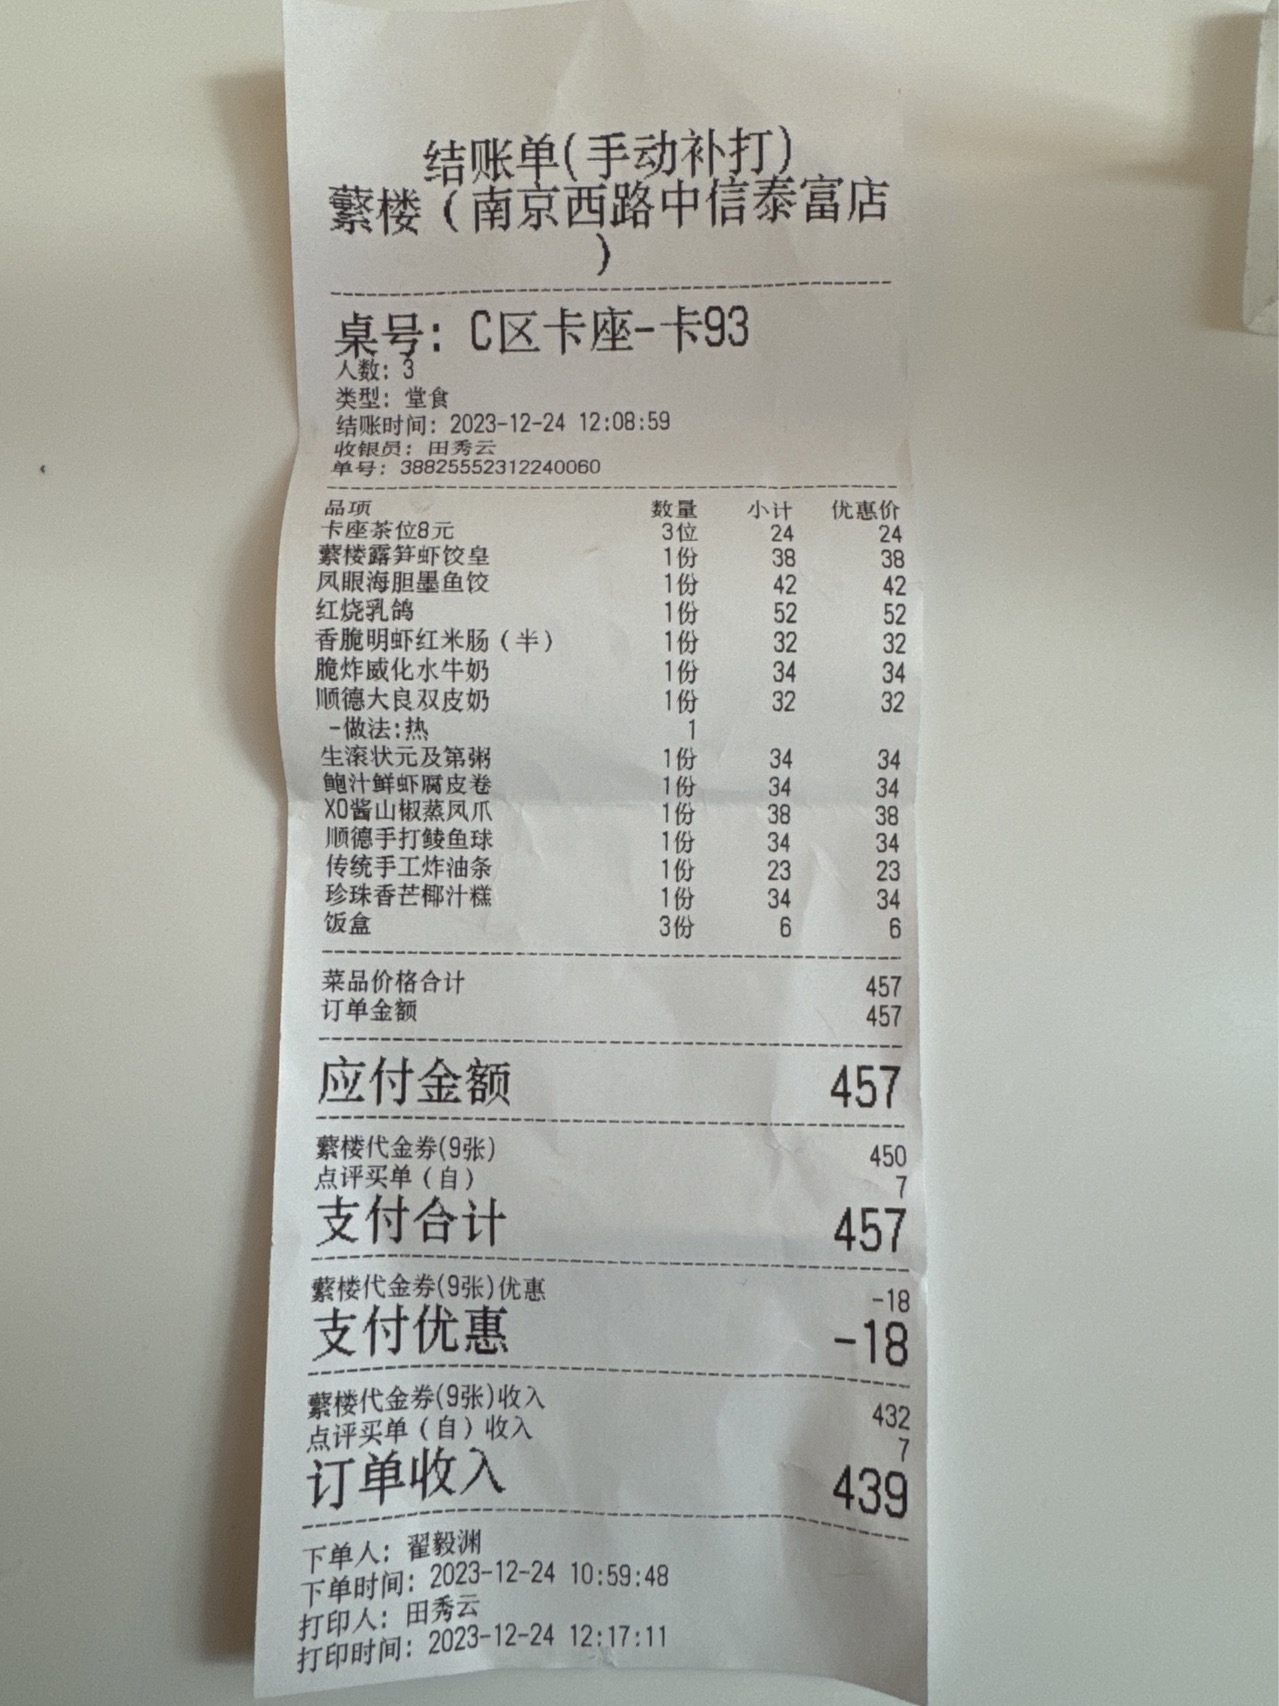 结账单(手动补打)
蘩楼（南京西路中信泰富店
）
桌号: C区卡座-卡93
人数: 3
类型: 堂食
结账时间: 2023-12-24 12:08:59
收银员: 田秀云
单号: 38825552312240060
品项 数量 小计 优惠价
卡座茶位8元 3位 24 24
蘩楼露笋虾饺皇 1份 38 38
凤眼海胆墨鱼饺 1份 42 42
红烧乳鸽 1份 52 52
香脆明虾红米肠（半） 1份 32 32
脆炸威化水牛奶 1份 34 34
顺德大良双皮奶 1份 32 32
-做法:热 1
生滚状元及第粥 1份 34 34
鲍汁鲜虾腐皮卷 1份 34 34
XO酱山椒蒸凤爪 1份 38 38
顺德手打鲮鱼球 1份 34 34
传统手工炸油条 1份 23 23
珍珠香芒椰汁糕 1份 34 34
饭盒 3份 6 6
菜品价格合计 457
订单金额 457
应付金额 457
蘩楼代金券(9张) 450
点评买单（自） 7
支付合计 457
蘩楼代金券(9张)优惠 -18
支付优惠 -18
蘩楼代金券(9张)收入 432
点评买单（自）收入 7
订单收入 439
下单人: 翟毅渊
下单时间: 2023-12-24 10:59:48
打印人: 田秀云
打印时间: 2023-12-24 12:17:11